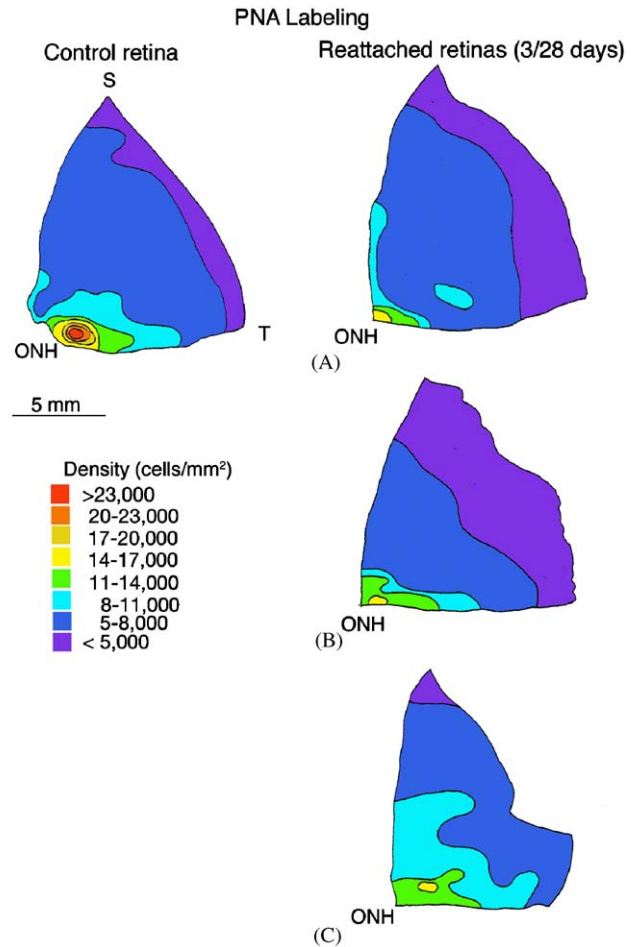 PNA Labeling
Control retina
Reattached retinas (3/28 days)
S
ONH
T
ONH
(A)
5 mm
Density (cells/mm²)
>23,000
20-23,000
17-20,000
14-17,000
11-14,000
8-11,000
5-8,000
< 5,000
ONH
(B)
ONH
(C)